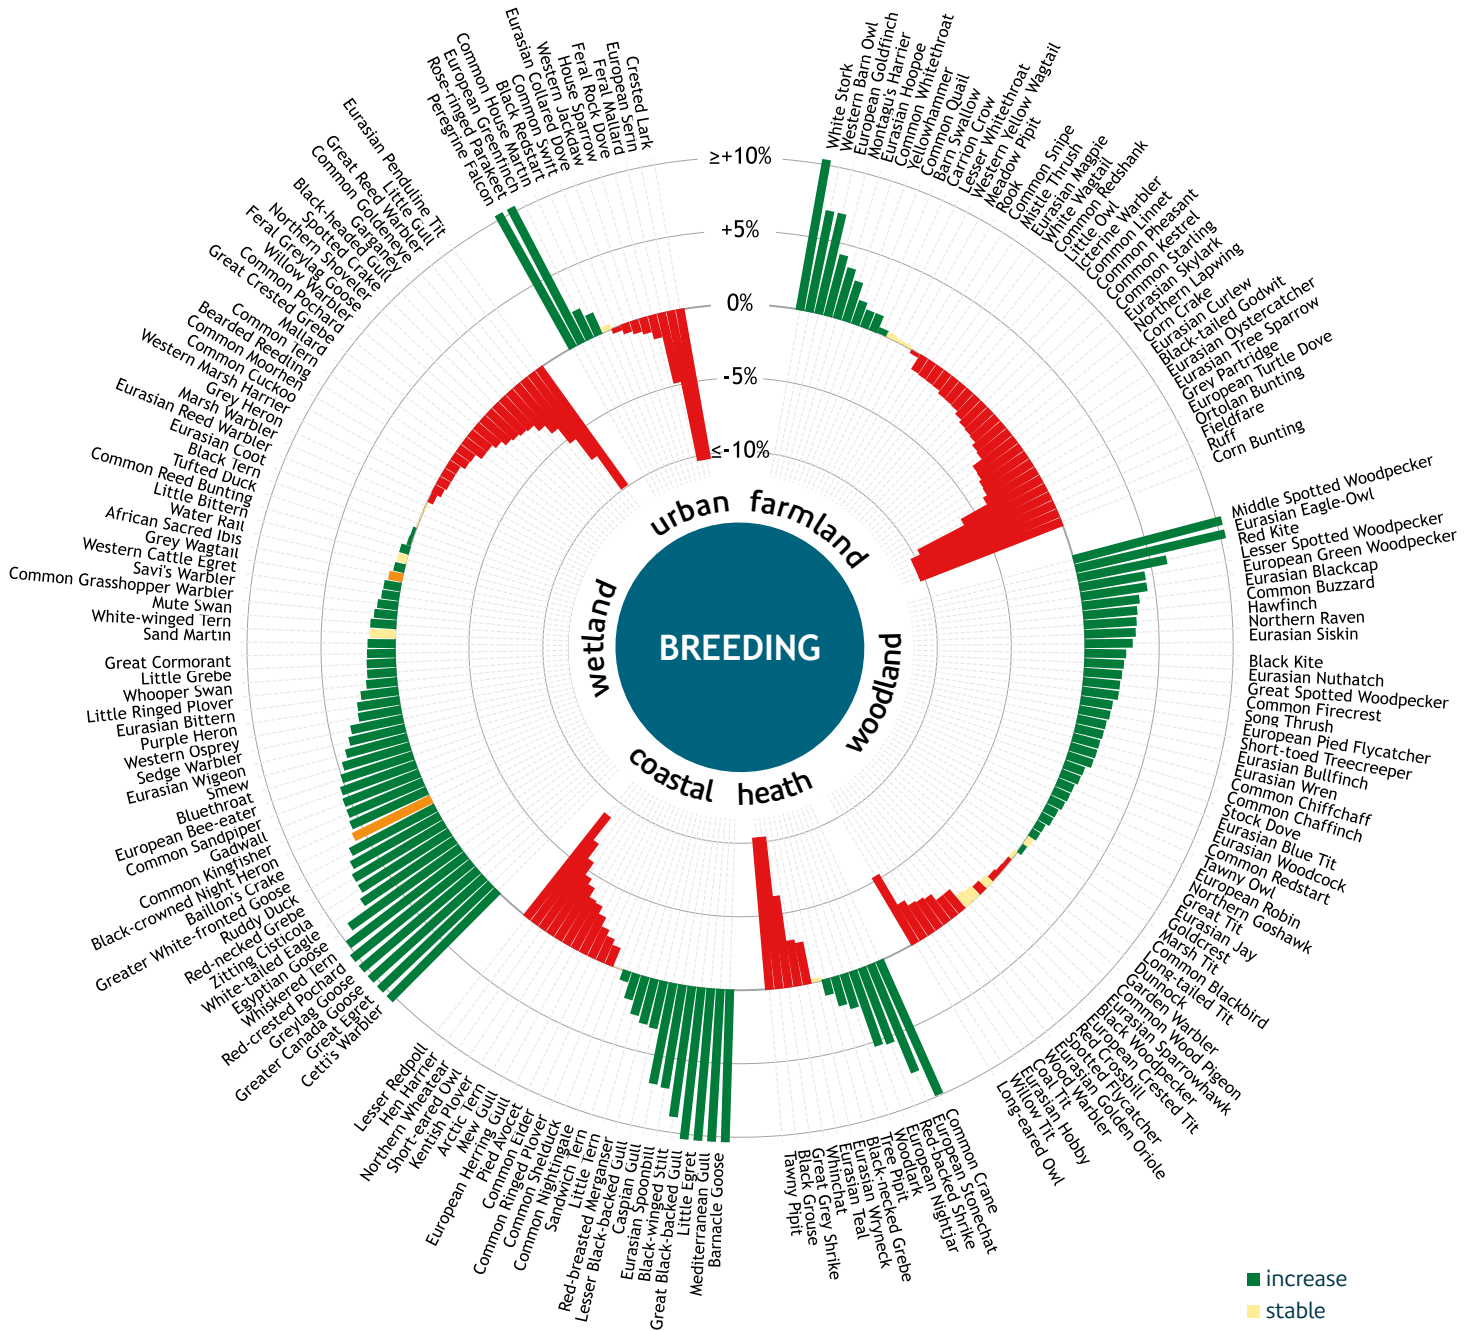 ≥+10%
+5%
0%
-5%
≤-10%
BREEDING
urban
farmland
woodland
heath
coastal
wetland
White Stork
Western Barn Owl
European Goldfinch
Montagu's Harrier
Eurasian Hoopoe
Common Whitethroat
Yellowhammer
Common Quail
Barn Swallow
Carrion Crow
Lesser Whitethroat
Western Yellow Wagtail
Meadow Pipit
Rook
Common Snipe
Mistle Thrush
Eurasian Magpie
White Wagtail
Common Redshank
Little Owl
Icterine Warbler
Common Linnet
Common Pheasant
Common Kestrel
Common Starling
Eurasian Skylark
Northern Lapwing
Corn Crake
Eurasian Curlew
Black-tailed Godwit
Eurasian Oystercatcher
Eurasian Tree Sparrow
Grey Partridge
European Turtle Dove
Ortolan Bunting
Fieldfare
Ruff
Corn Bunting
Middle Spotted Woodpecker
Eurasian Eagle-Owl
Red Kite
Lesser Spotted Woodpecker
European Green Woodpecker
Eurasian Blackcap
Common Buzzard
Hawfinch
Northern Raven
Eurasian Siskin
Black Kite
Eurasian Nuthatch
Great Spotted Woodpecker
Common Firecrest
Song Thrush
European Pied Flycatcher
Short-toed Treecreeper
Eurasian Bullfinch
Eurasian Wren
Common Chiffchaff
Common Chaffinch
Stock Dove
Eurasian Blue Tit
Eurasian Woodcock
Common Redstart
Tawny Owl
European Robin
Northern Goshawk
Great Tit
Eurasian Jay
Goldcrest
Marsh Tit
Common Blackbird
Long-tailed Tit
Dunnock
Garden Warbler
Common Wood Pigeon
Eurasian Sparrowhawk
Black Woodpecker
European Crested Tit
Red Crossbill
Spotted Flycatcher
Eurasian Golden Oriole
Wood Warbler
Coal Tit
Eurasian Hobby
Willow Tit
Long-eared Owl
Common Crane
European Stonechat
Red-backed Shrike
European Nightjar
Woodlark
Tree Pipit
Black-necked Grebe
Eurasian Wryneck
Eurasian Teal
Whinchat
Great Grey Shrike
Black Grouse
Tawny Pipit
Barnacle Goose
Mediterranean Gull
Little Egret
Great Black-backed Gull
Black-winged Stilt
Eurasian Spoonbill
Caspian Gull
Lesser Black-backed Gull
Red-breasted Merganser
Little Tern
Sandwich Tern
Common Nightingale
Common Shelduck
Common Ringed Plover
Common Eider
Pied Avocet
European Herring Gull
Mew Gull
Arctic Tern
Kentish Plover
Short-eared Owl
Northern Wheatear
Hen Harrier
Lesser Redpoll
Cetti's Warbler
Great Egret
Greater Canada Goose
Greylag Goose
Red-crested Pochard
Whiskered Tern
Egyptian Goose
White-tailed Eagle
Zitting Cisticola
Red-necked Grebe
Ruddy Duck
Greater White-fronted Goose
Baillon's Crake
Black-crowned Night Heron
Common Kingfisher
Gadwall
Common Sandpiper
European Bee-eater
Bluethroat
Smew
Eurasian Wigeon
Sedge Warbler
Western Osprey
Purple Heron
Eurasian Bittern
Little Ringed Plover
Whooper Swan
Little Grebe
Great Cormorant
Sand Martin
White-winged Tern
Mute Swan
Common Grasshopper Warbler
Savi's Warbler
Western Cattle Egret
Grey Wagtail
African Sacred Ibis
Water Rail
Little Bittern
Common Reed Bunting
Tufted Duck
Black Tern
Eurasian Coot
Eurasian Reed Warbler
Marsh Warbler
Grey Heron
Western Marsh Harrier
Common Cuckoo
Common Moorhen
Bearded Reedling
Common Tern
Mallard
Great Crested Grebe
Common Pochard
Willow Warbler
Feral Greylag Goose
Northern Shoveler
Spotted Crake
Black-headed Gull
Garganey
Common Goldeneye
Great Reed Warbler
Little Gull
Eurasian Penduline Tit
Peregrine Falcon
Rose-ringed Parakeet
European Greenfinch
Common House Martin
Black Redstart
Common Swift
Eurasian Collared Dove
Western Jackdaw
House Sparrow
Feral Rock Dove
Feral Mallard
European Serin
Crested Lark
increase
stable